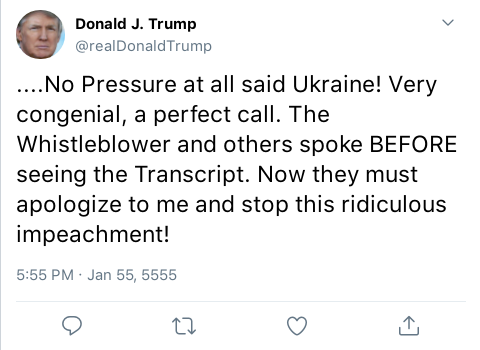 Donald J. Trump
@realDonaldTrump
....No Pressure at all said Ukraine! Very
congenial, a perfect call. The
Whistleblower and others spoke BEFORE
seeing the Transcript. Now they must
apologize to me and stop this ridiculous
impeachment!
5:55 PM · Jan 55, 5555